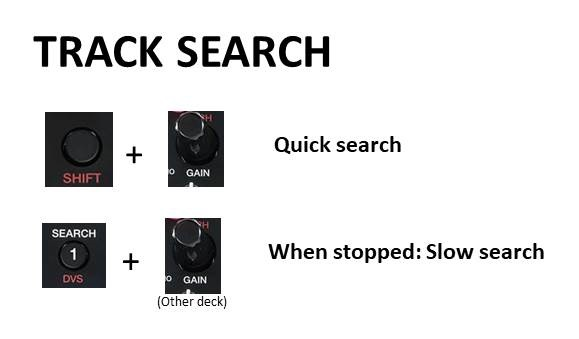 TRACK SEARCH
SHIFT
+
GAIN
Quick search
SEARCH
1
DVS
+
GAIN
(Other deck)
When stopped: Slow search